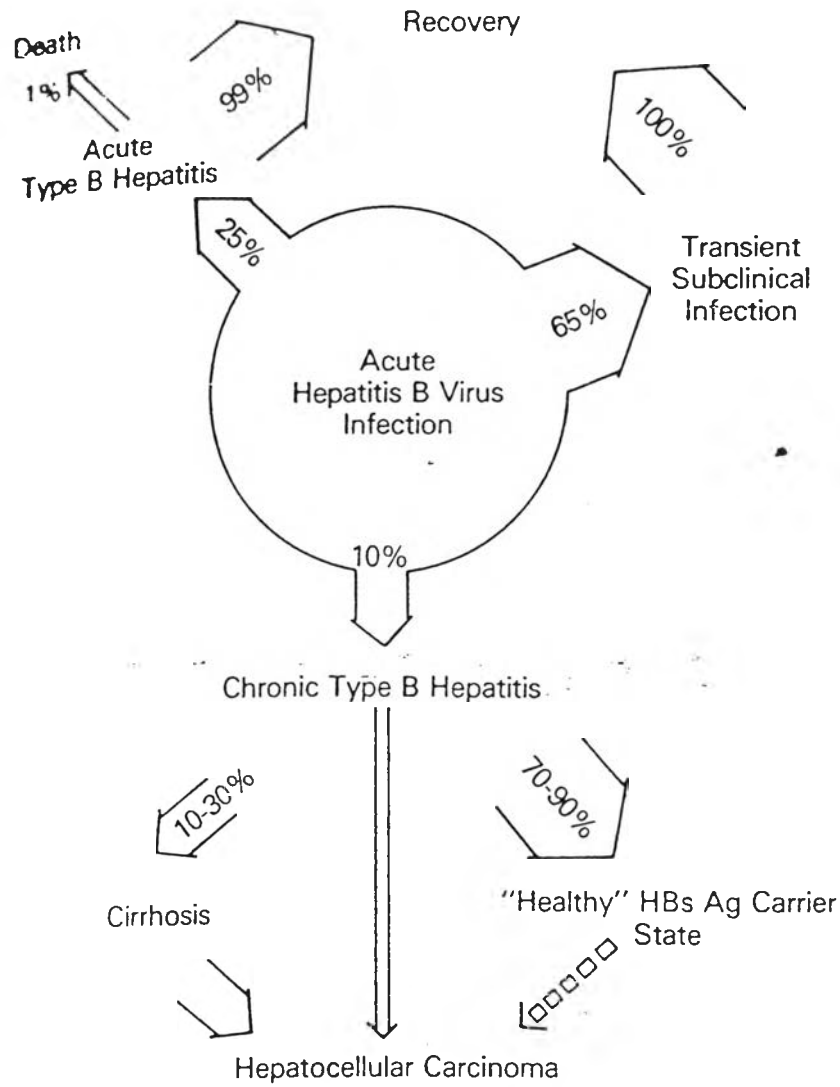 Recovery
Death
1%
99%
100%
Acute
Type B Hepatitis
25%
Transient
Subclinical
Infection
65%
Acute
Hepatitis B Virus
Infection
10%
Chronic Type B Hepatitis
10-30%
70-90%
Cirrhosis
"Healthy" HBs Ag Carrier
State
Hepatocellular Carcinoma